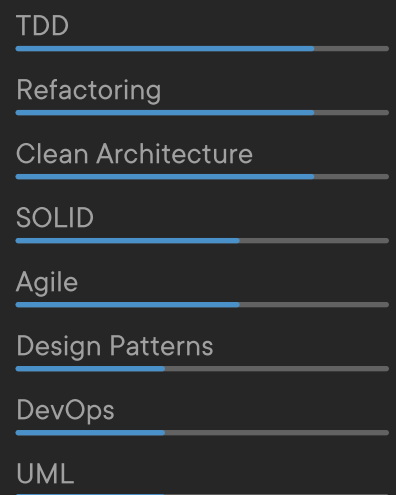 TDD
Refactoring
Clean Architecture
SOLID
Agile
Design Patterns
DevOps
UML